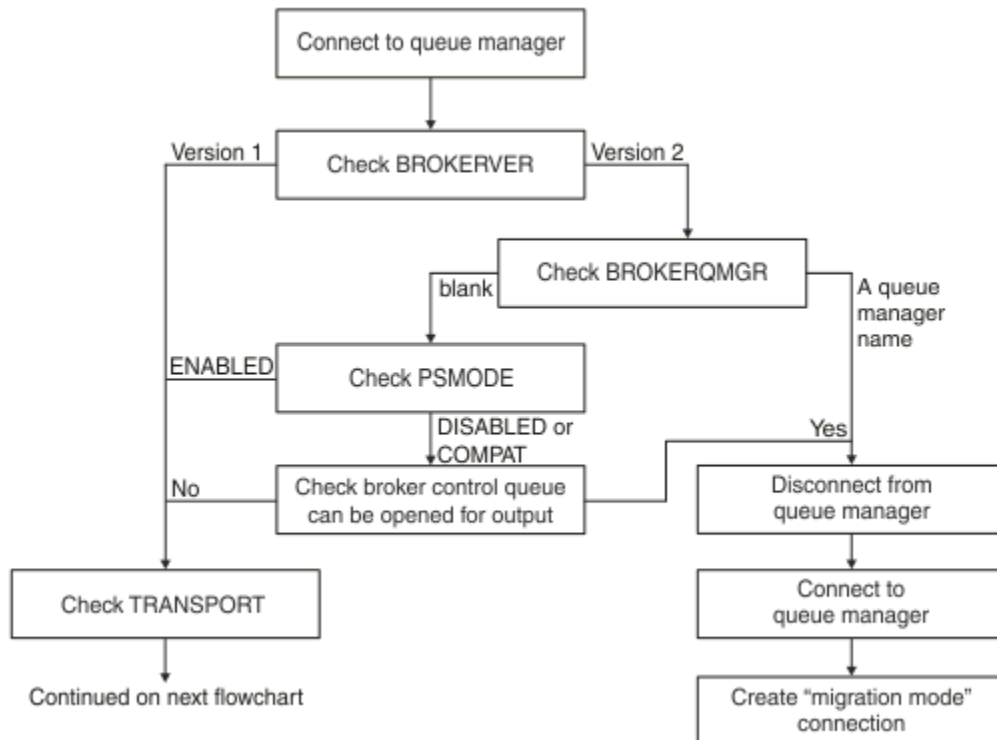 Connect to queue manager
Version 1
Check BROKERVER
Version 2
Check BROKERQMGR
blank
A queue
manager
name
ENABLED
Check PSMODE
DISABLED or
COMPAT
Yes
No
Check broker control queue
can be opened for output
Disconnect from
queue manager
Check TRANSPORT
Connect to
queue manager
Continued on next flowchart
Create “migration mode”
connection